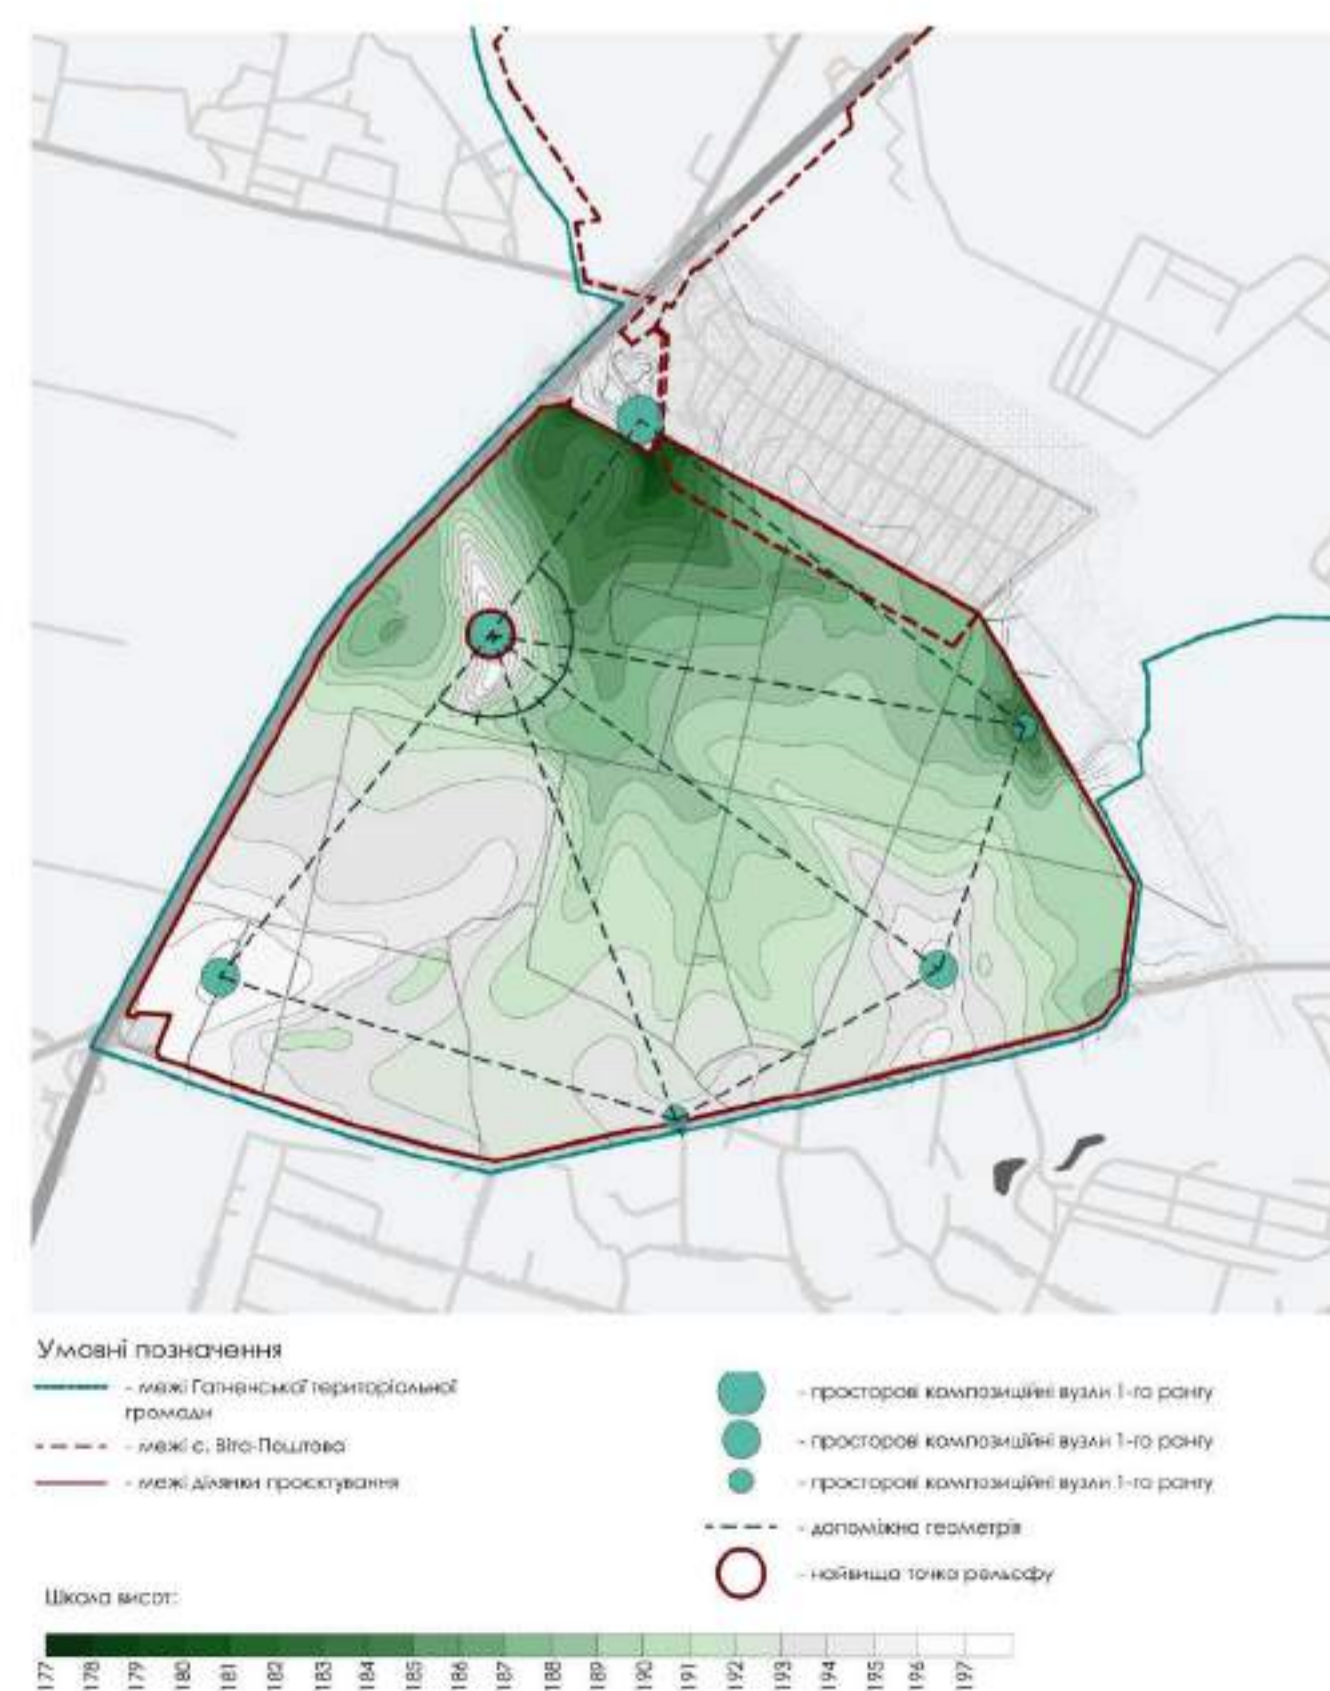 Умовні позначення
- межі Гатненської територіальної
громади
- межі с. Віта-Поштова
- межі ділянки проєктування
- просторові композиційні вузли 1-го рангу
- просторові композиційні вузли 1-го рангу
- просторові композиційні вузли 1-го рангу
- допоміжна геометрія
- найвища точка рельєфу
Шкала висот:
177 178 179 180 181 182 183 184 185 186 187 188 189 190 191 192 193 194 195 196 197